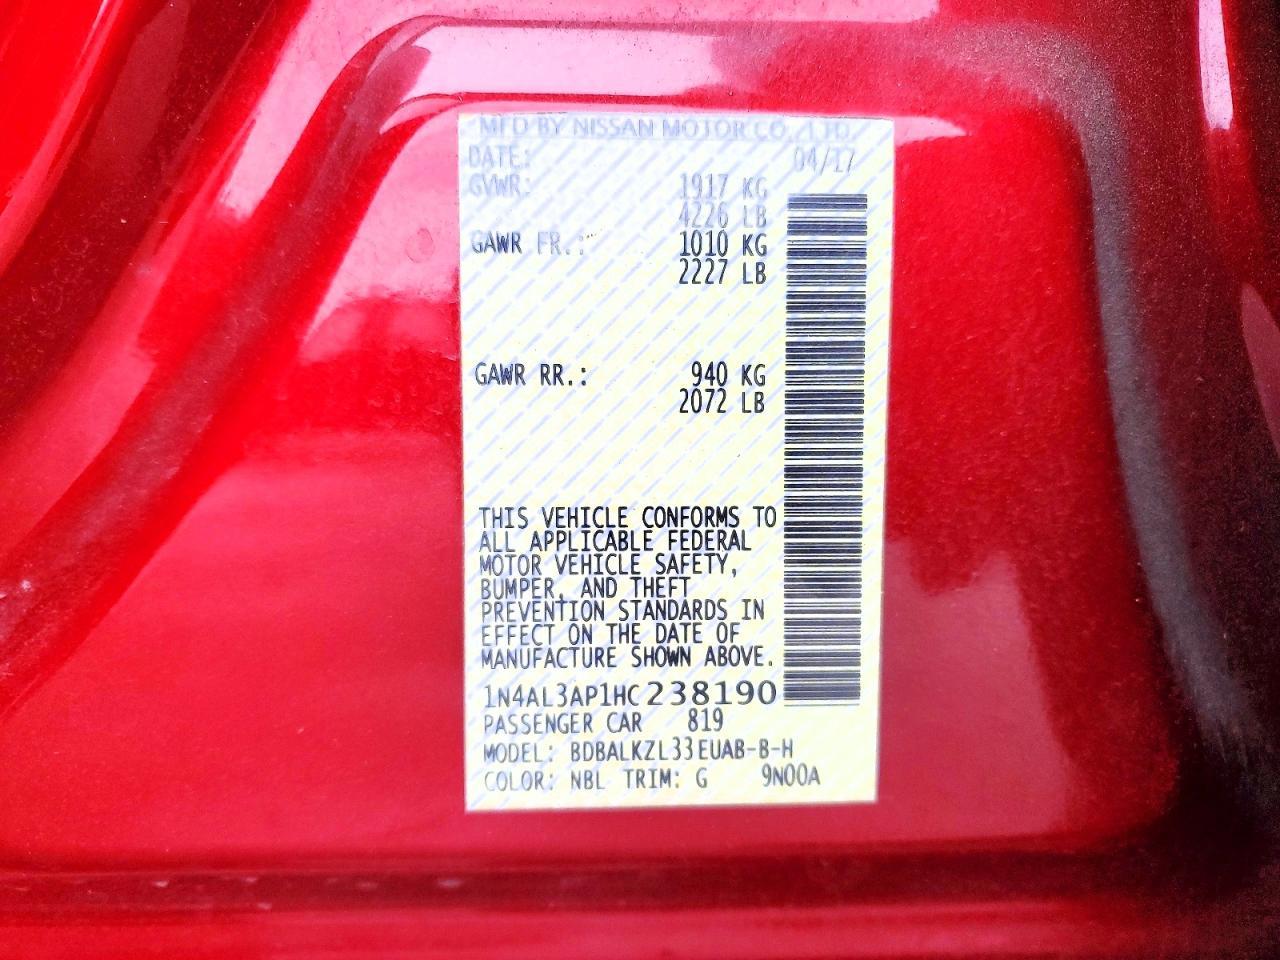 MFD BY NISSAN MOTOR CO., LTD.
DATE: 04/17
GVWR: 1917 KG
4226 LB
GAWR FR.: 1010 KG
2227 LB
GAWR RR.: 940 KG
2072 LB
THIS VEHICLE CONFORMS TO
ALL APPLICABLE FEDERAL
MOTOR VEHICLE SAFETY,
BUMPER, AND THEFT
PREVENTION STANDARDS IN
EFFECT ON THE DATE OF
MANUFACTURE SHOWN ABOVE.
1N4AL3AP1HC238190
PASSENGER CAR 819
MODEL: BDBALKZL33EUAB-B-H
COLOR: NBL TRIM: G 9N00A